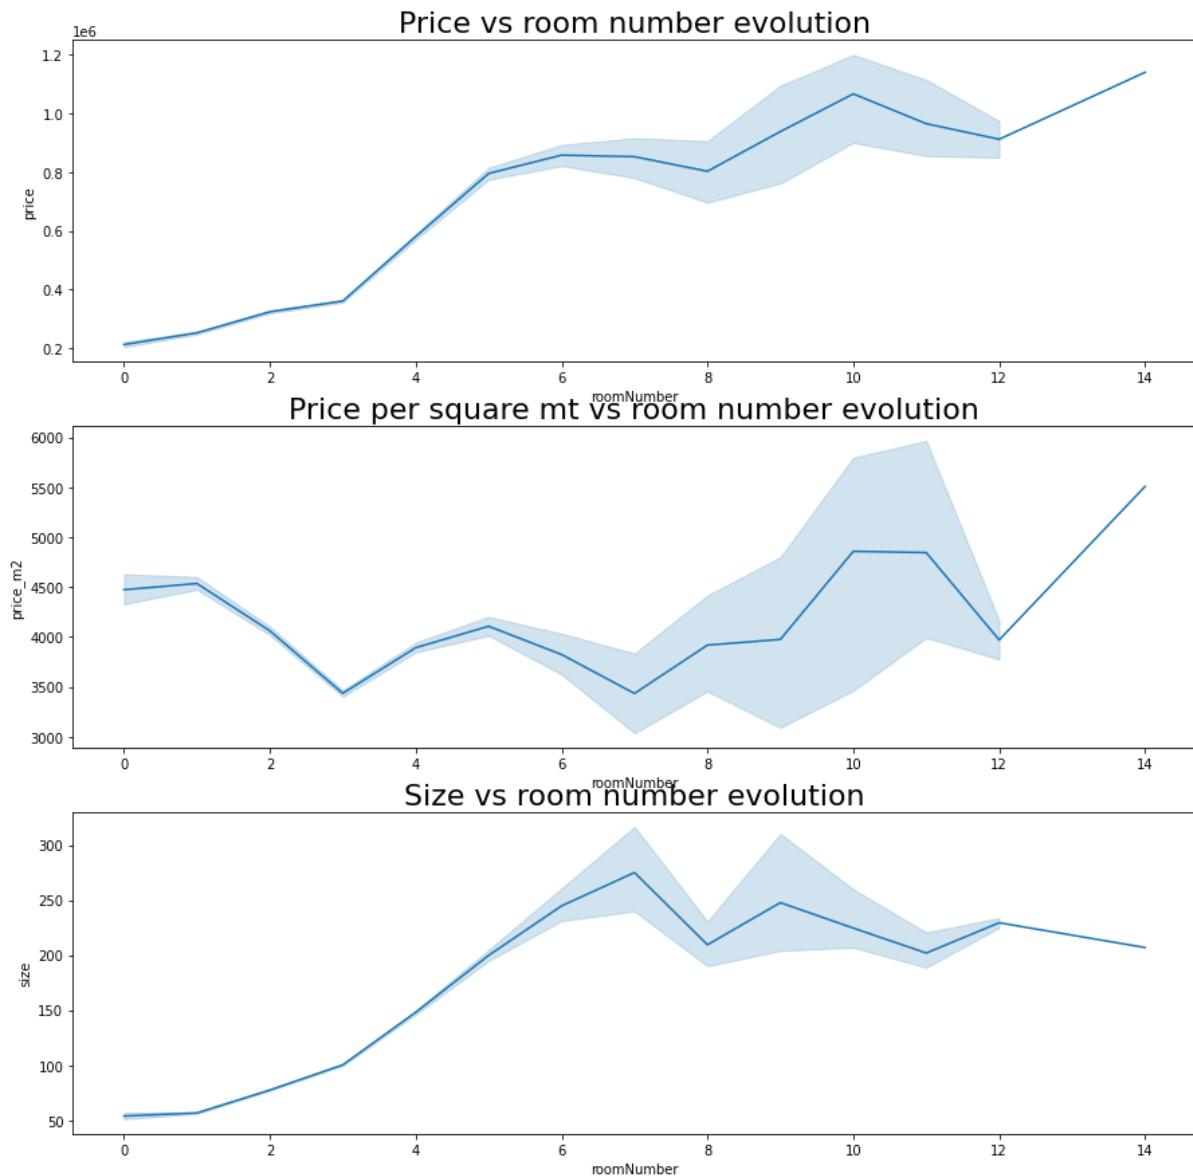 Price vs room number evolution
1e6
1.2
1.0
0.8
0.6
0.4
0.2
price
0 2 4 6 8 10 12 14
roomNumber
Price per square mt vs room number evolution
6000
5500
5000
4500
4000
3500
3000
price_m2
0 2 4 6 8 10 12 14
roomNumber
Size vs room number evolution
300
250
200
150
100
50
size
0 2 4 6 8 10 12 14
roomNumber